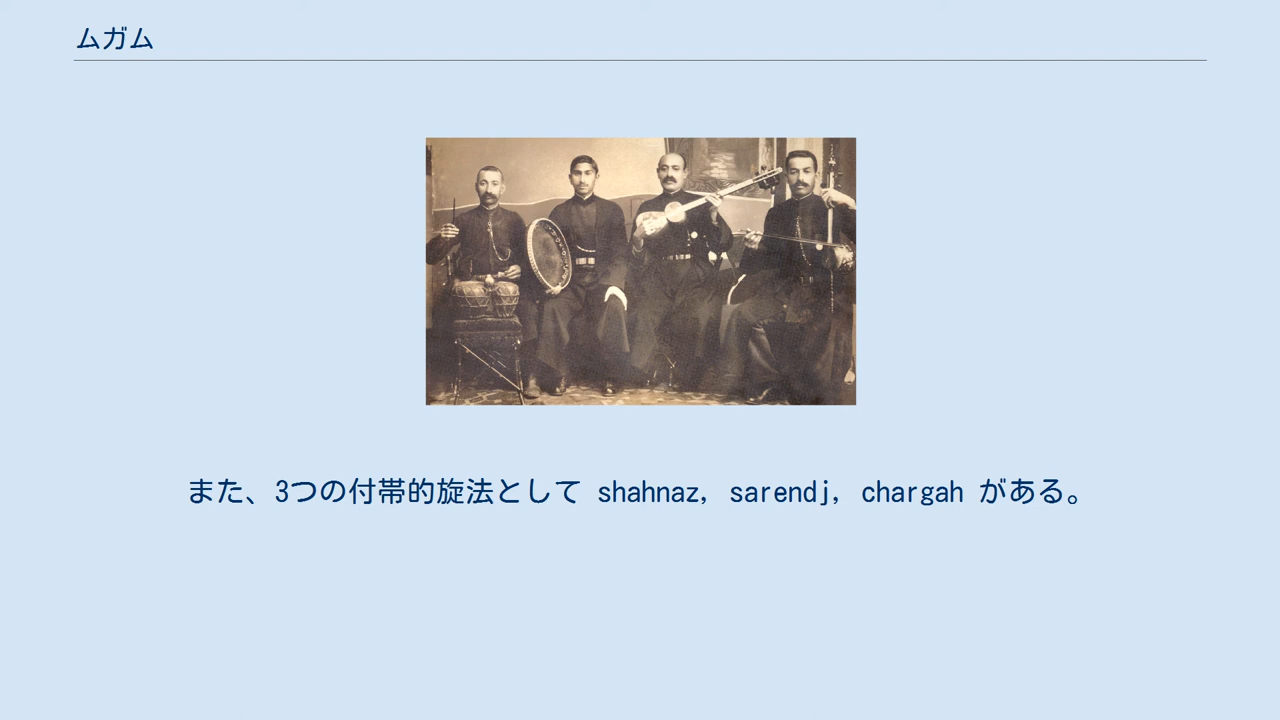 ムガム
また、3つの付帯的旋法として shahnaz, sarendj, chargah がある。